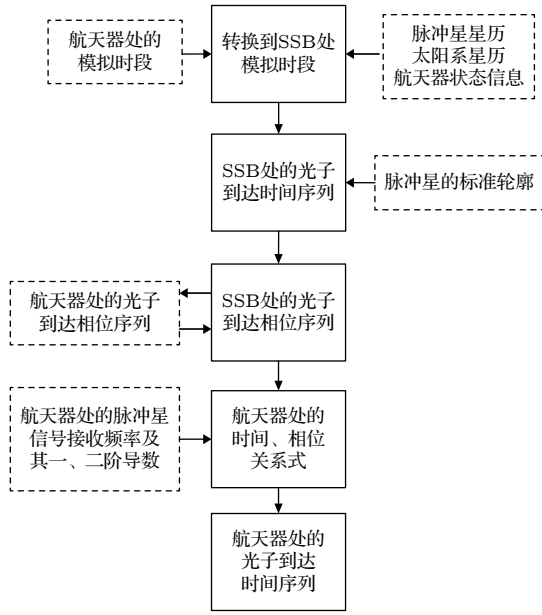 航天器处的
模拟时段
转换到SSB处
模拟时段
脉冲星星历
太阳系星历
航天器状态信息
SSB处的光子
到达时间序列
脉冲星的标准轮廓
航天器处的光子
到达相位序列
SSB处的光子
到达相位序列
航天器处的脉冲星
信号接收频率及
其一、二阶导数
航天器处的
时间、相位
关系式
航天器处的
光子到达
时间序列